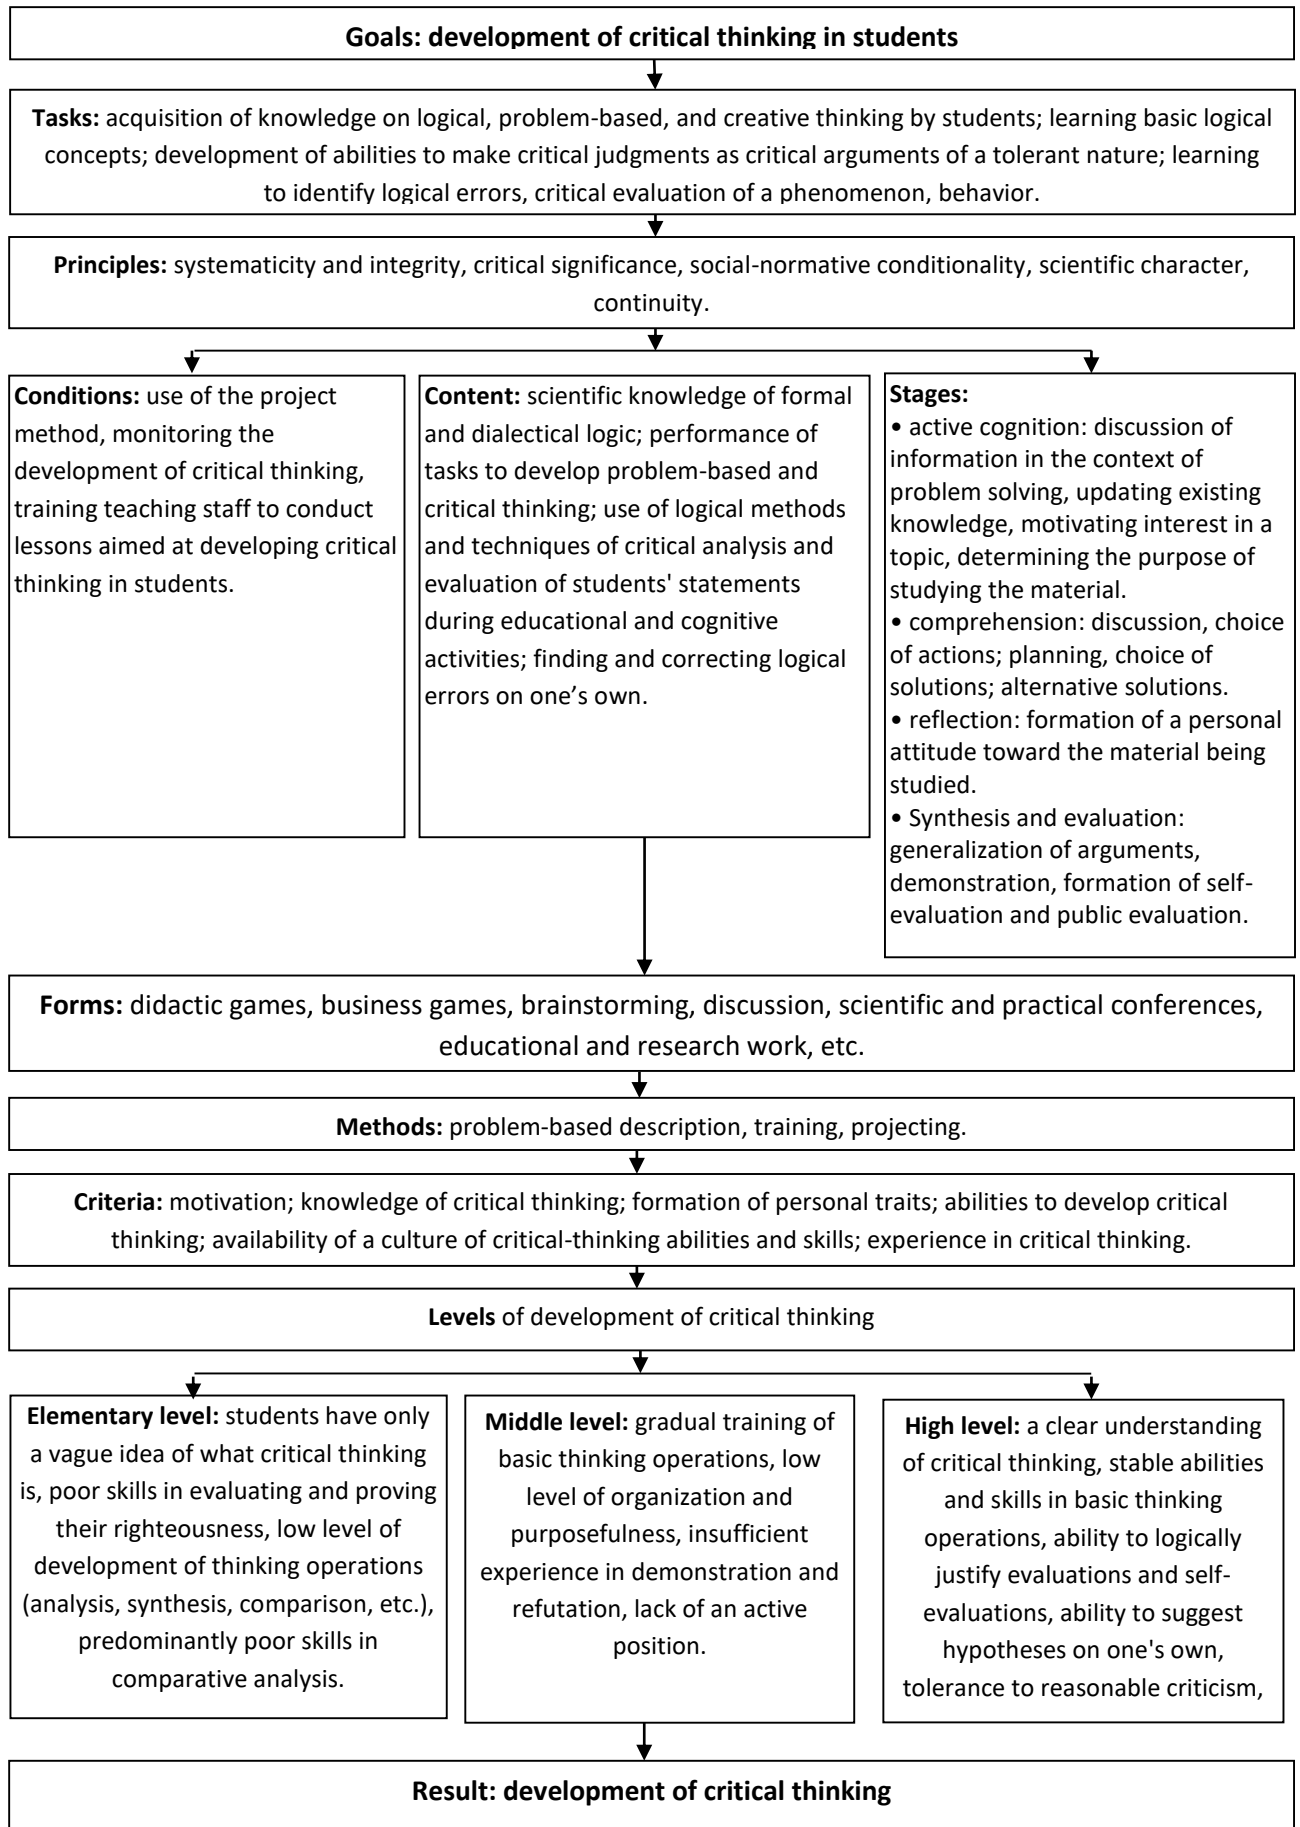 Goals: development of critical thinking in students
Tasks: acquisition of knowledge on logical, problem-based, and creative thinking by students; learning basic logical
concepts; development of abilities to make critical judgments as critical arguments of a tolerant nature; learning
to identify logical errors, critical evaluation of a phenomenon, behavior.
Principles: systematicity and integrity, critical significance, social-normative conditionality, scientific character,
continuity.
Conditions: use of the project
method, monitoring the
development of critical thinking,
training teaching staff to conduct
lessons aimed at developing critical
thinking in students.
Content: scientific knowledge of formal
and dialectical logic; performance of
tasks to develop problem-based and
critical thinking; use of logical methods
and techniques of critical analysis and
evaluation of students' statements
during educational and cognitive
activities; finding and correcting logical
errors on one’s own.
Stages:
• active cognition: discussion of
information in the context of
problem solving, updating existing
knowledge, motivating interest in a
topic, determining the purpose of
studying the material.
• comprehension: discussion, choice
of actions; planning, choice of
solutions; alternative solutions.
• reflection: formation of a personal
attitude toward the material being
studied.
• Synthesis and evaluation:
generalization of arguments,
demonstration, formation of self-
evaluation and public evaluation.
Forms: didactic games, business games, brainstorming, discussion, scientific and practical conferences,
educational and research work, etc.
Methods: problem-based description, training, projecting.
Criteria: motivation; knowledge of critical thinking; formation of personal traits; abilities to develop critical
thinking; availability of a culture of critical-thinking abilities and skills; experience in critical thinking.
Levels of development of critical thinking
Elementary level: students have only
a vague idea of what critical thinking
is, poor skills in evaluating and proving
their righteousness, low level of
development of thinking operations
(analysis, synthesis, comparison, etc.),
predominantly poor skills in
comparative analysis.
Middle level: gradual training of
basic thinking operations, low
level of organization and
purposefulness, insufficient
experience in demonstration and
refutation, lack of an active
position.
High level: a clear understanding
of critical thinking, stable abilities
and skills in basic thinking
operations, ability to logically
justify evaluations and self-
evaluations, ability to suggest
hypotheses on one's own,
tolerance to reasonable criticism,
Result: development of critical thinking